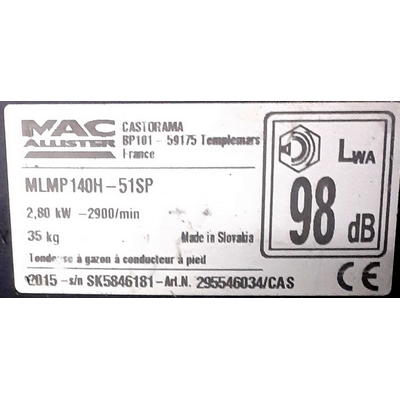 MAC
ALLISTER
CASTORAMA
BP101 - 59175 Templemars
France
MLMP140H-51SP
2,80 kW -2900/min
35 kg
Made in Slovakia
Tondeuse à gazon à conducteur à pied
2015-s/n SK5846181-Art.N. 295546034/CAS
LWA
98 dB
CE